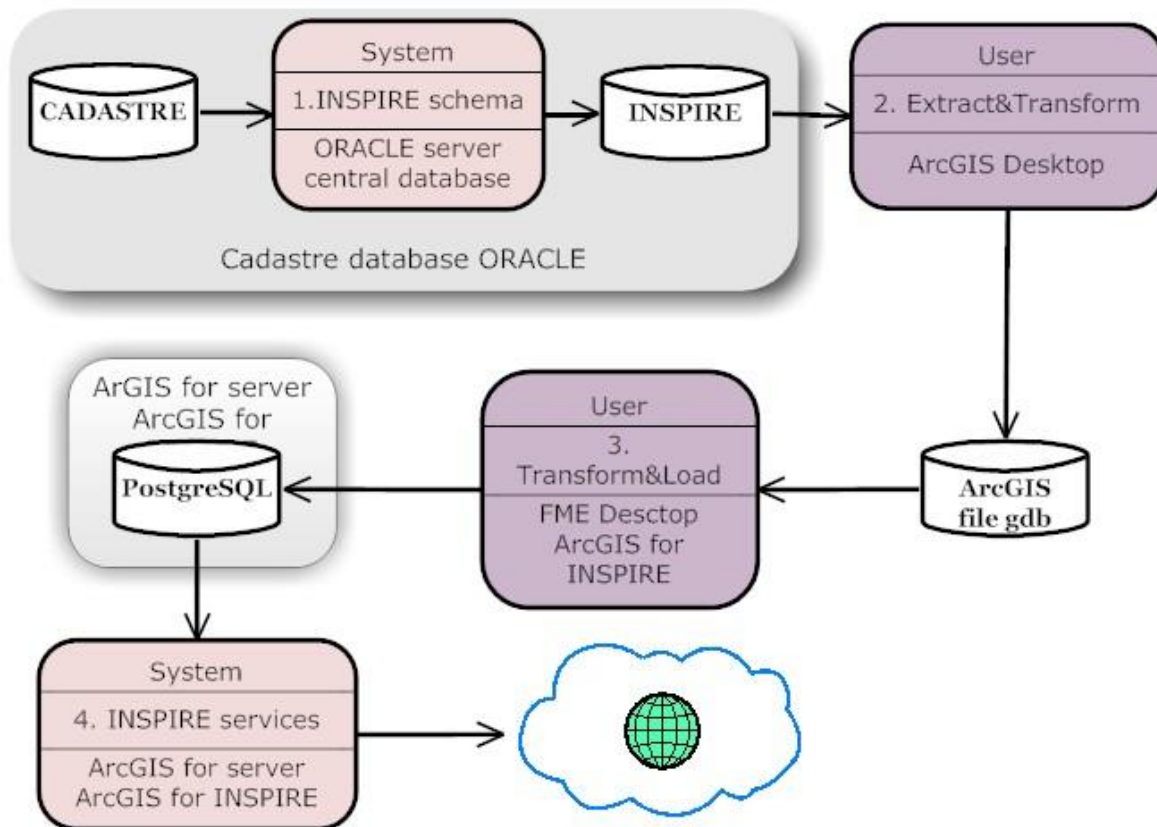 System
CADASTRE
1.INSPIRE schema
ORACLE server
central database
INSPIRE
User
2. Extract&Transform
ArcGIS Desktop
Cadastre database ORACLE
ArGIS for server
ArcGIS for
PostgreSQL
User
3.
Transform&Load
FME Desctop
ArcGIS for
INSPIRE
ArcGIS
file gdb
System
4. INSPIRE services
ArcGIS for server
ArcGIS for INSPIRE